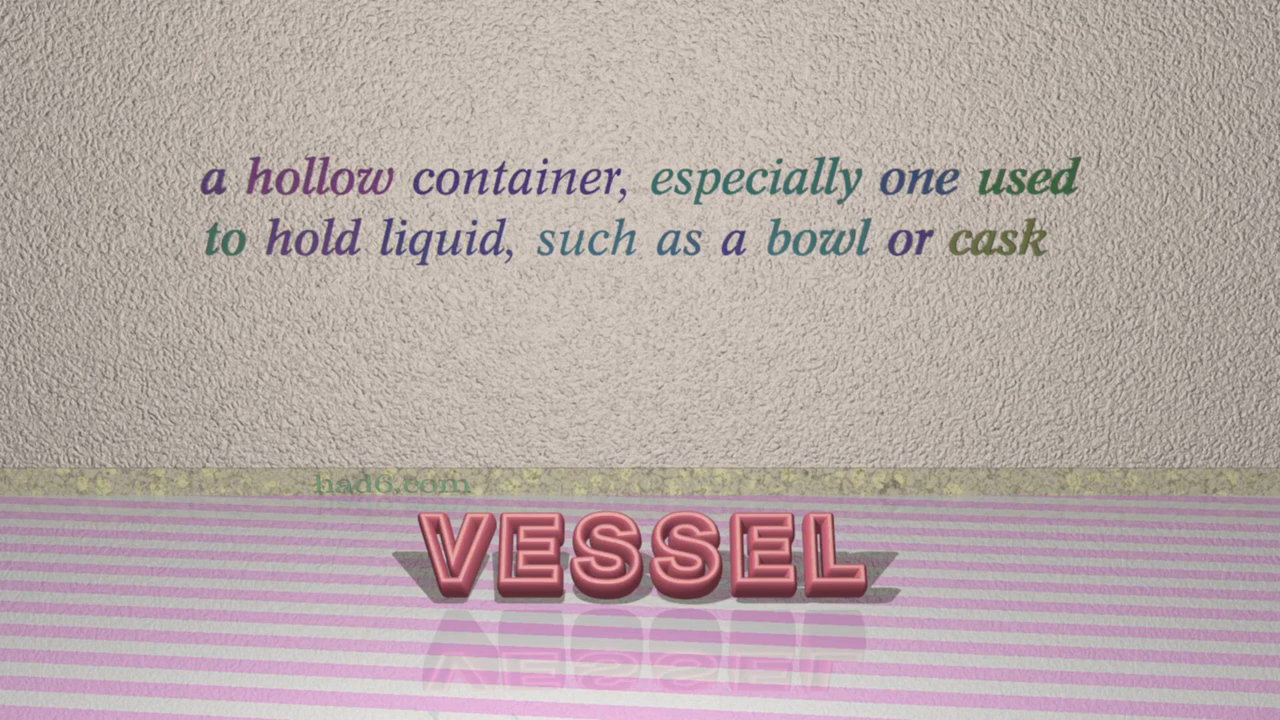 a hollow container, especially one used
to hold liquid, such as a bowl or cask
had6.com
VESSEL